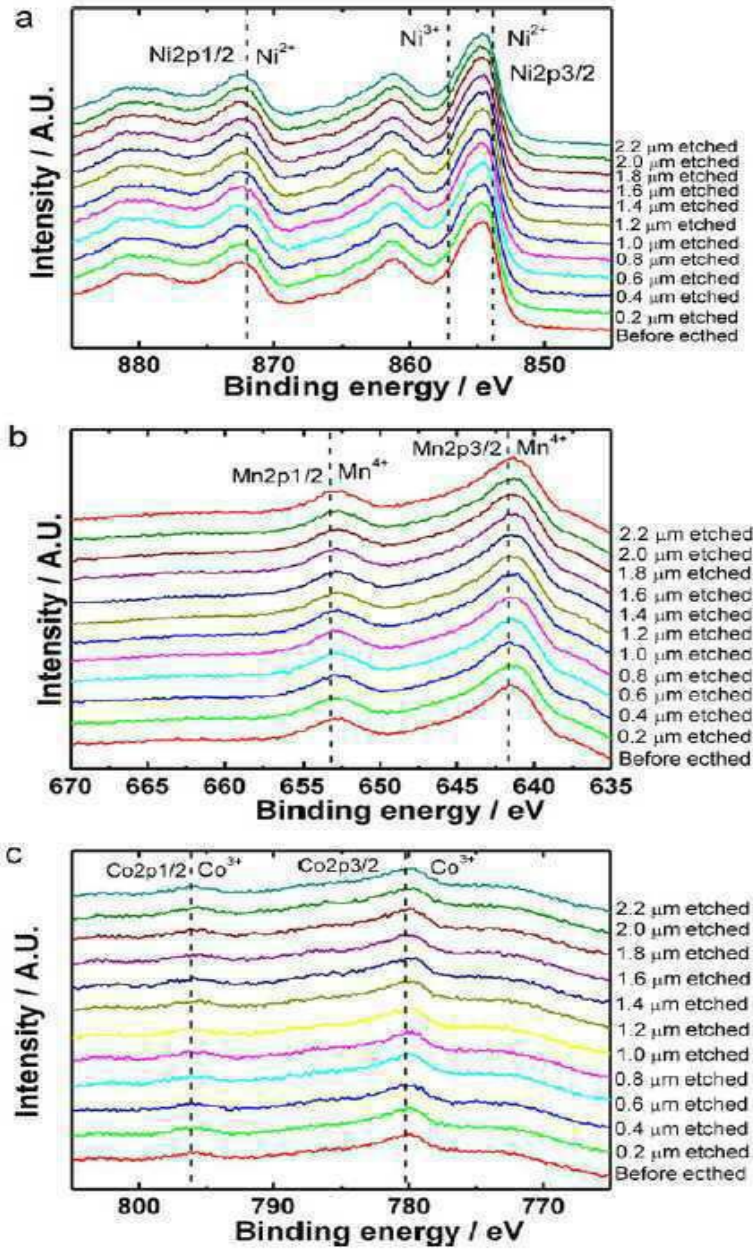 a
Ni2p1/2 Ni2+ Ni3+ Ni2+
Ni2p3/2
Intensity / A.U.
2.2 μm etched
2.0 μm etched
1.8 μm etched
1.6 μm etched
1.4 μm etched
1.2 μm etched
1.0 μm etched
0.8 μm etched
0.6 μm etched
0.4 μm etched
0.2 μm etched
Before ecthed
880 870 860 850
Binding energy / eV
b
Mn2p1/2 Mn4+ Mn2p3/2 Mn4+
Intensity / A.U.
2.2 μm etched
2.0 μm etched
1.8 μm etched
1.6 μm etched
1.4 μm etched
1.2 μm etched
1.0 μm etched
0.8 μm etched
0.6 μm etched
0.4 μm etched
0.2 μm etched
Before ecthed
670 665 660 655 650 645 640 635
Binding energy / eV
c
Co2p1/2 Co3+ Co2p3/2 Co3+
Intensity / A.U.
2.2 μm etched
2.0 μm etched
1.8 μm etched
1.6 μm etched
1.4 μm etched
1.2 μm etched
1.0 μm etched
0.8 μm etched
0.6 μm etched
0.4 μm etched
0.2 μm etched
Before ecthed
800 790 780 770
Binding energy / eV